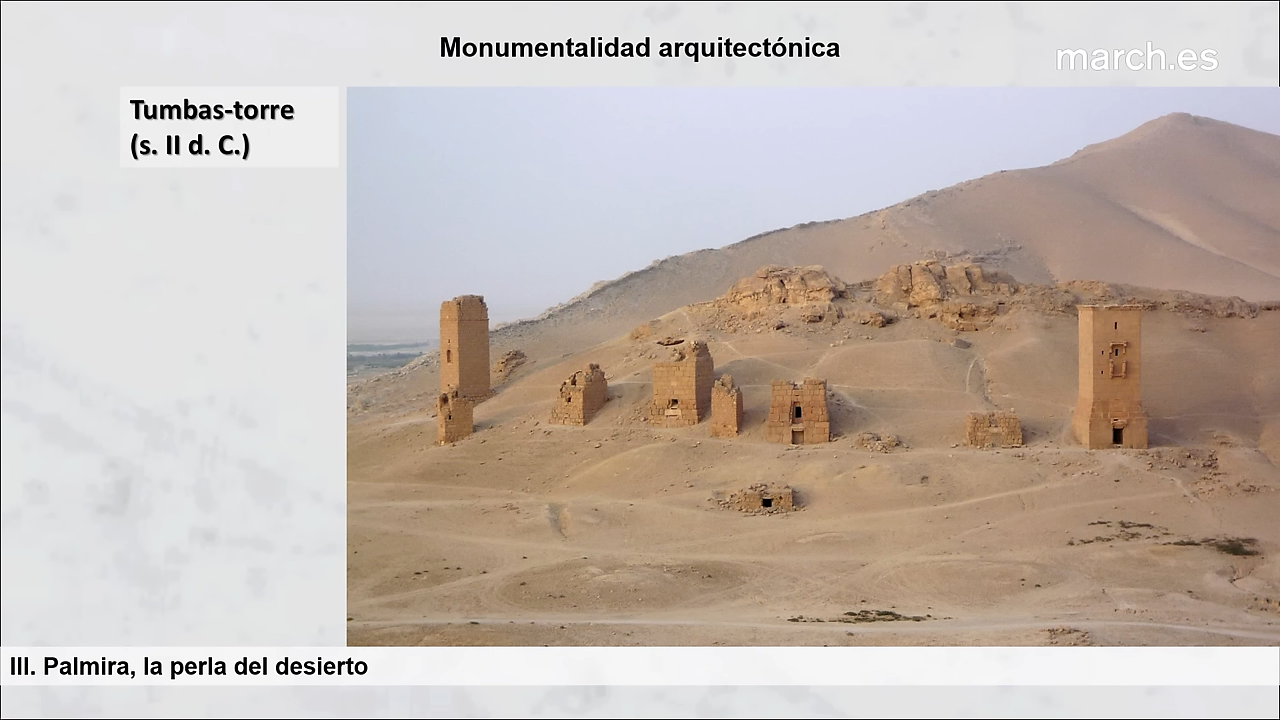 Monumentalidad arquitectónica
march.es
Tumbas-torre
(s. II d. C.)
III. Palmira, la perla del desierto